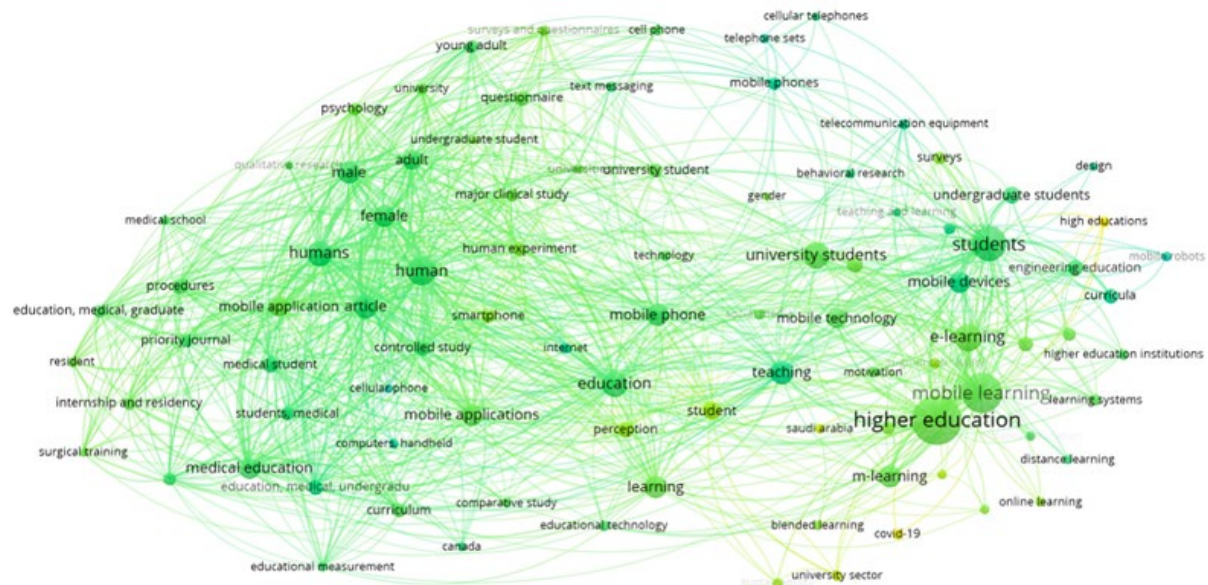 cellular telephones
surveys and questionnaires
cell phone
telephone sets
young adult
text messaging
mobile phones
university
questionnaire
psychology
telecommunication equipment
undergraduate student
adult
surveys
qualitative research
male
university student
behavioral research
design
major clinical study
gender
undergraduate students
medical school
female
teaching and learning
high educations
humans
human experiment
technology
university students
students
mobile robots
human
engineering education
procedures
mobile devices
education, medical, graduate
mobile application
article
smartphone
mobile phone
mobile technology
curricula
priority journal
controlled study
internet
e-learning
higher education institutions
resident
medical student
cellular phone
education
teaching
motivation
mobile learning
learning systems
internship and residency
students, medical
mobile applications
student
higher education
surgical training
computers, handheld
perception
saudi arabia
medical education
distance learning
education, medical, undergradu
learning
m-learning
comparative study
curriculum
online learning
educational technology
blended learning
covid-19
canada
educational measurement
university sector